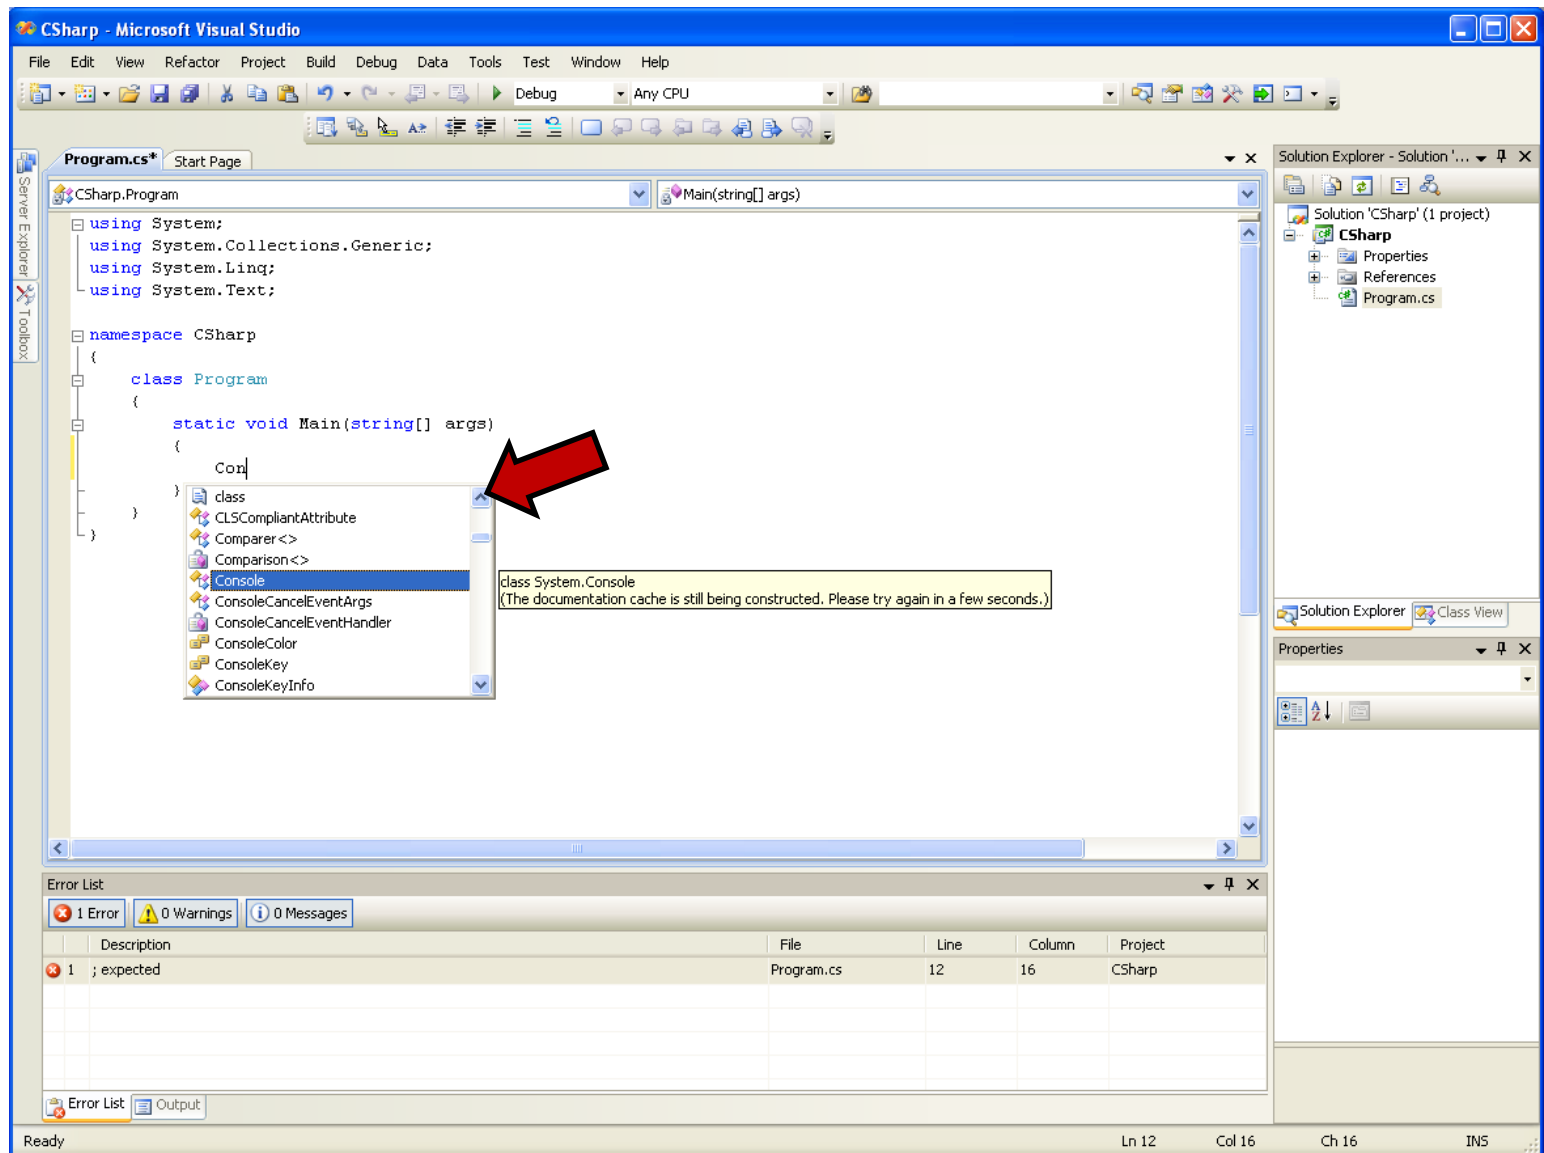 CSharp - Microsoft Visual Studio
File Edit View Refactor Project Build Debug Data Tools Test Window Help
Debug Any CPU
Server Explorer
Toolbox
Program.cs* Start Page
CSharp.Program Main(string[] args)
using System;
using System.Collections.Generic;
using System.Linq;
using System.Text;
namespace CSharp
{
class Program
{
static void Main(string[] args)
{
Con
}
}
}
class
CLSCompliantAttribute
Comparer<>
Comparison<>
Console
ConsoleCancelEventArgs
ConsoleCancelEventHandler
ConsoleColor
ConsoleKey
ConsoleKeyInfo
class System.Console
(The documentation cache is still being constructed. Please try again in a few seconds.)
Solution Explorer - Solution '...
Solution 'CSharp' (1 project)
CSharp
Properties
References
Program.cs
Solution Explorer Class View
Properties
Error List
1 Error 0 Warnings 0 Messages
Description File Line Column Project
1 ; expected Program.cs 12 16 CSharp
Error List Output
Ready Ln 12 Col 16 Ch 16 INS